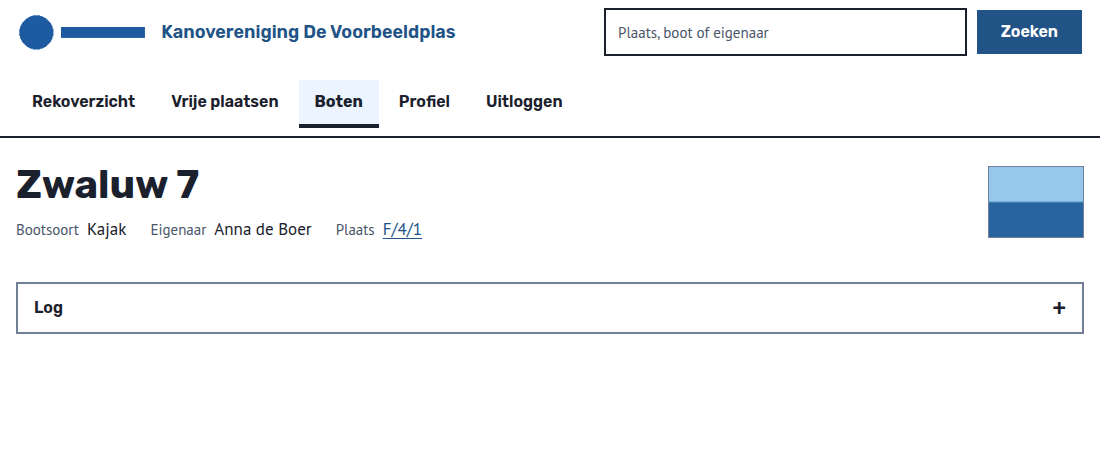 Kanovereniging De Voorbeeldplas
Plaats, boot of eigenaar
Zoeken
Rekoverzicht Vrije plaatsen Boten Profiel Uitloggen
Zwaluw 7
Bootsoort Kajak Eigenaar Anna de Boer Plaats F/4/1
Log +